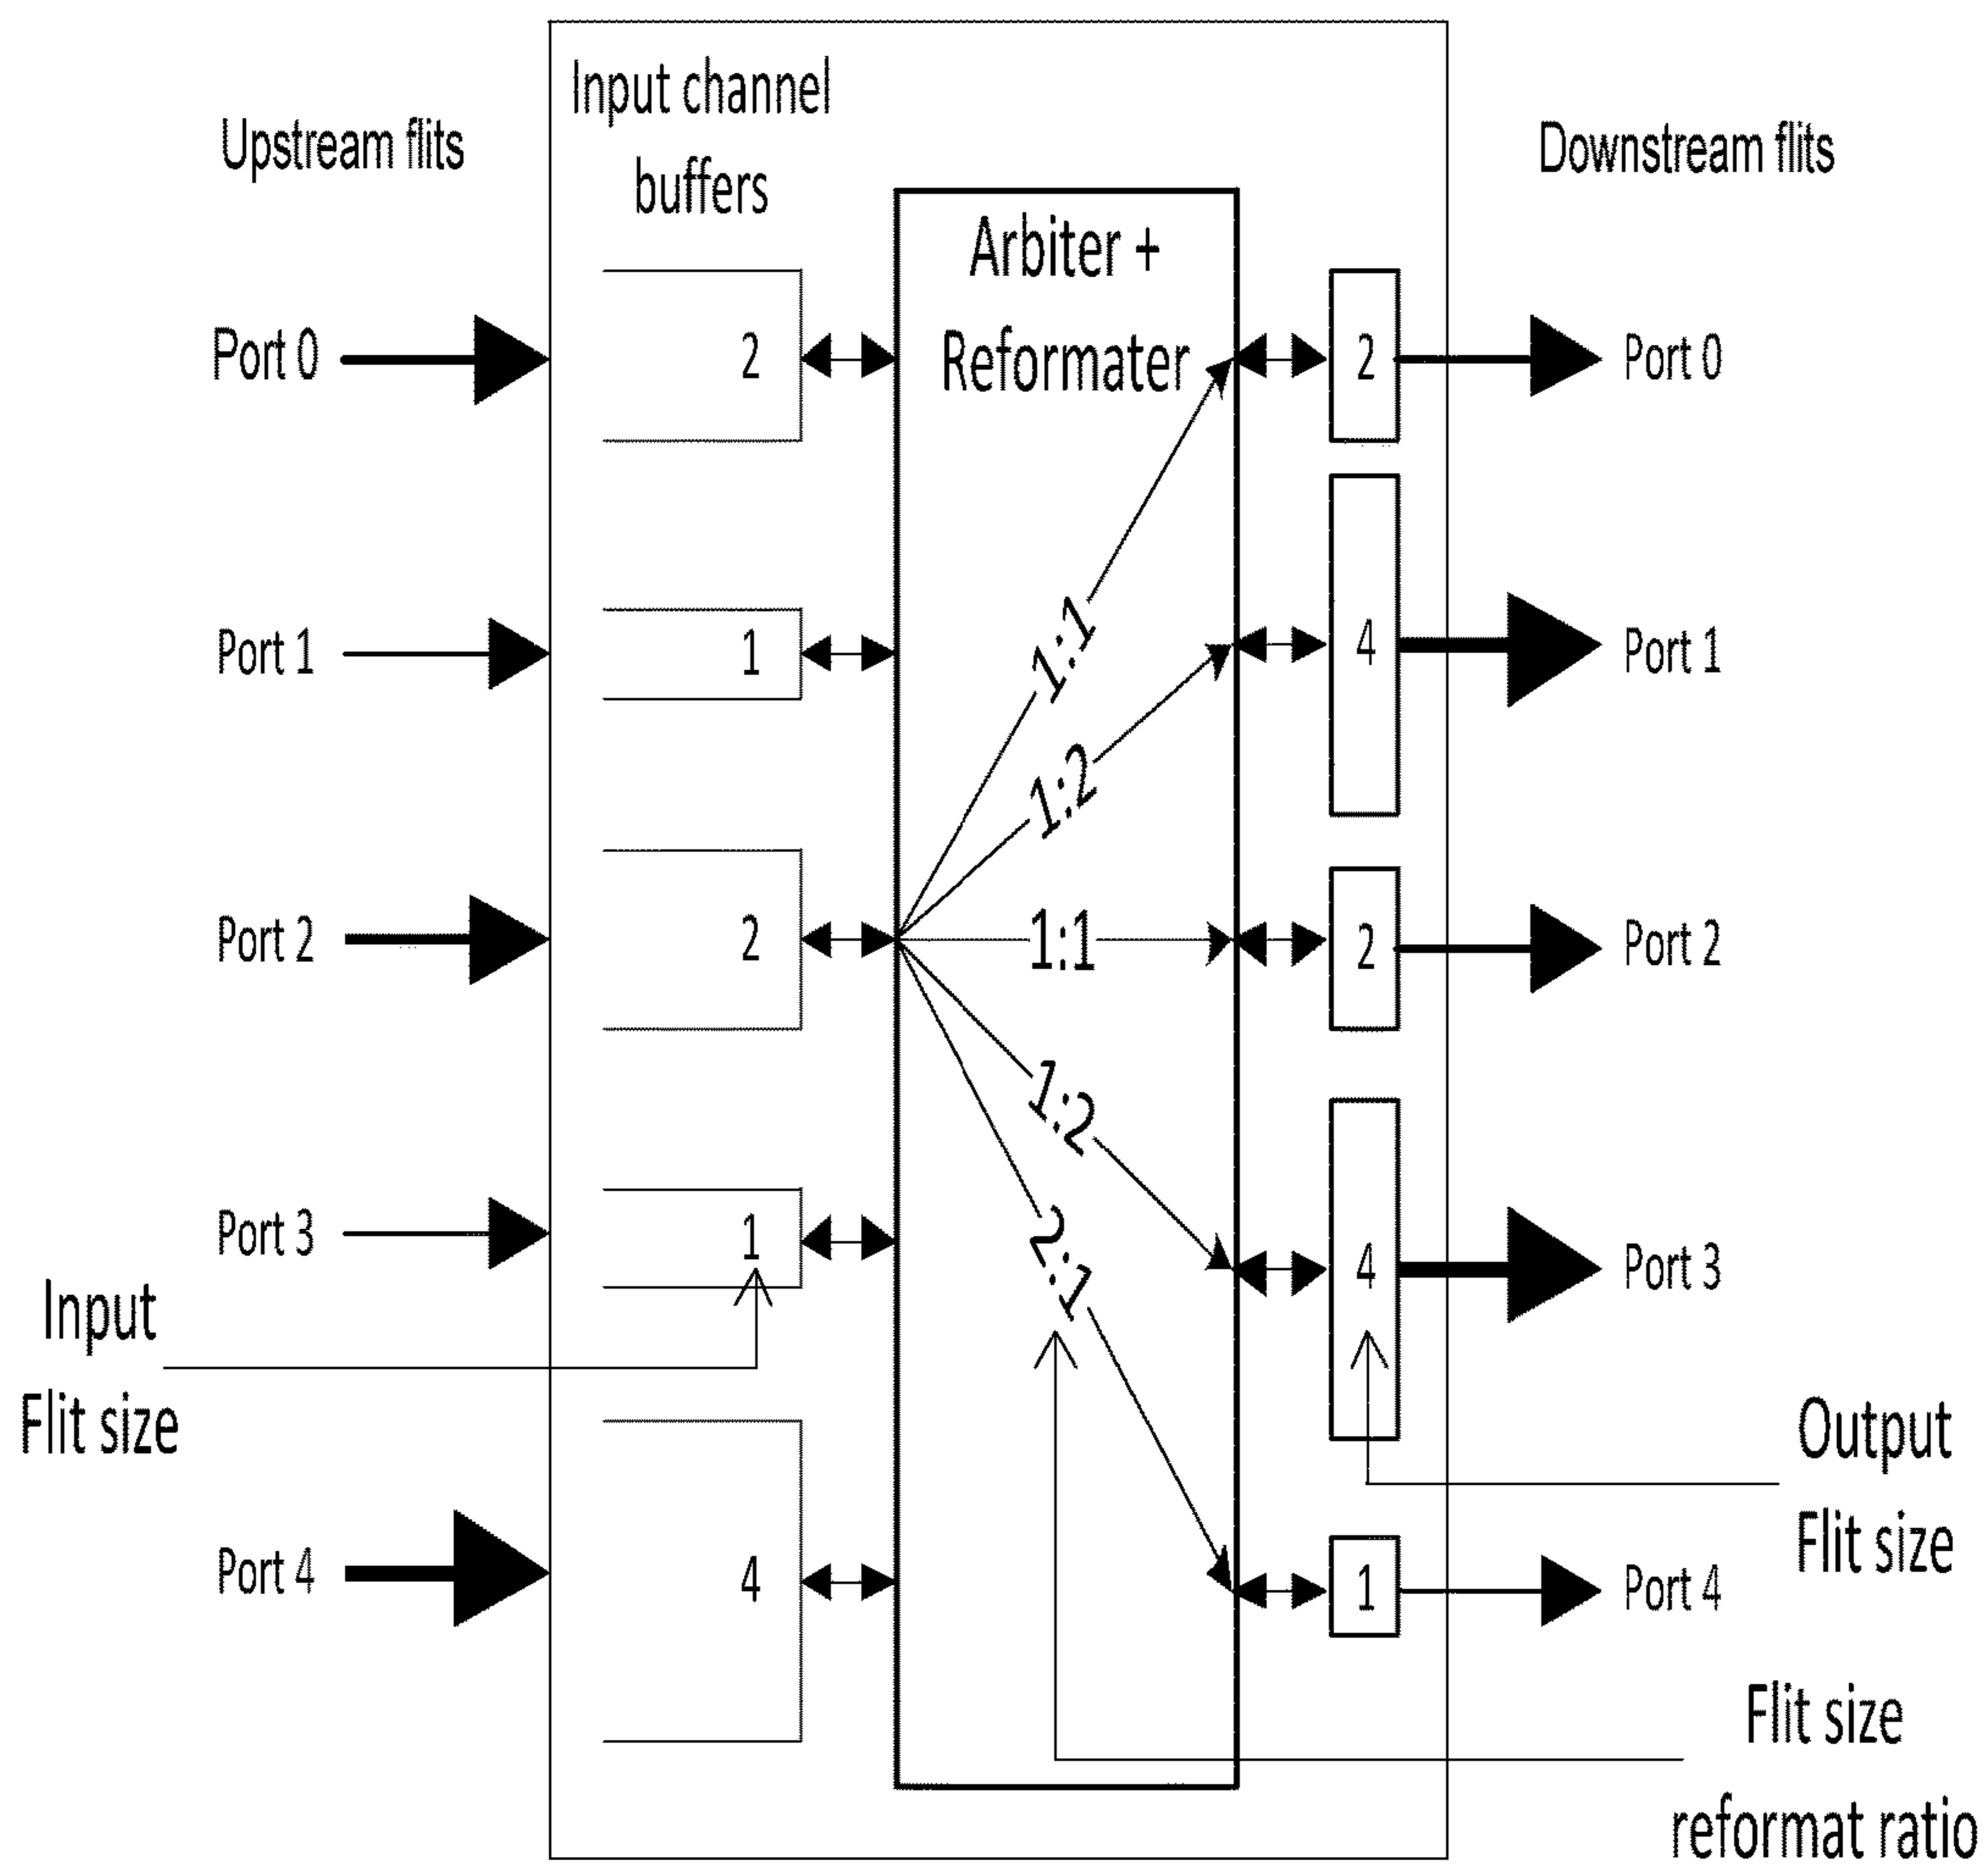 Input channel
buffers
Upstream flits
Downstream flits
Arbiter +
Reformater
Port 0
2
2
Port 0
Port 1
1
1:1
4
Port 1
1:2
Port 2
2
1:1
2
Port 2
1:2
Port 3
1
2:1
4
Port 3
Input
Flit size
Output
Flit size
Port 4
4
1
Port 4
Flit size
reformat ratio